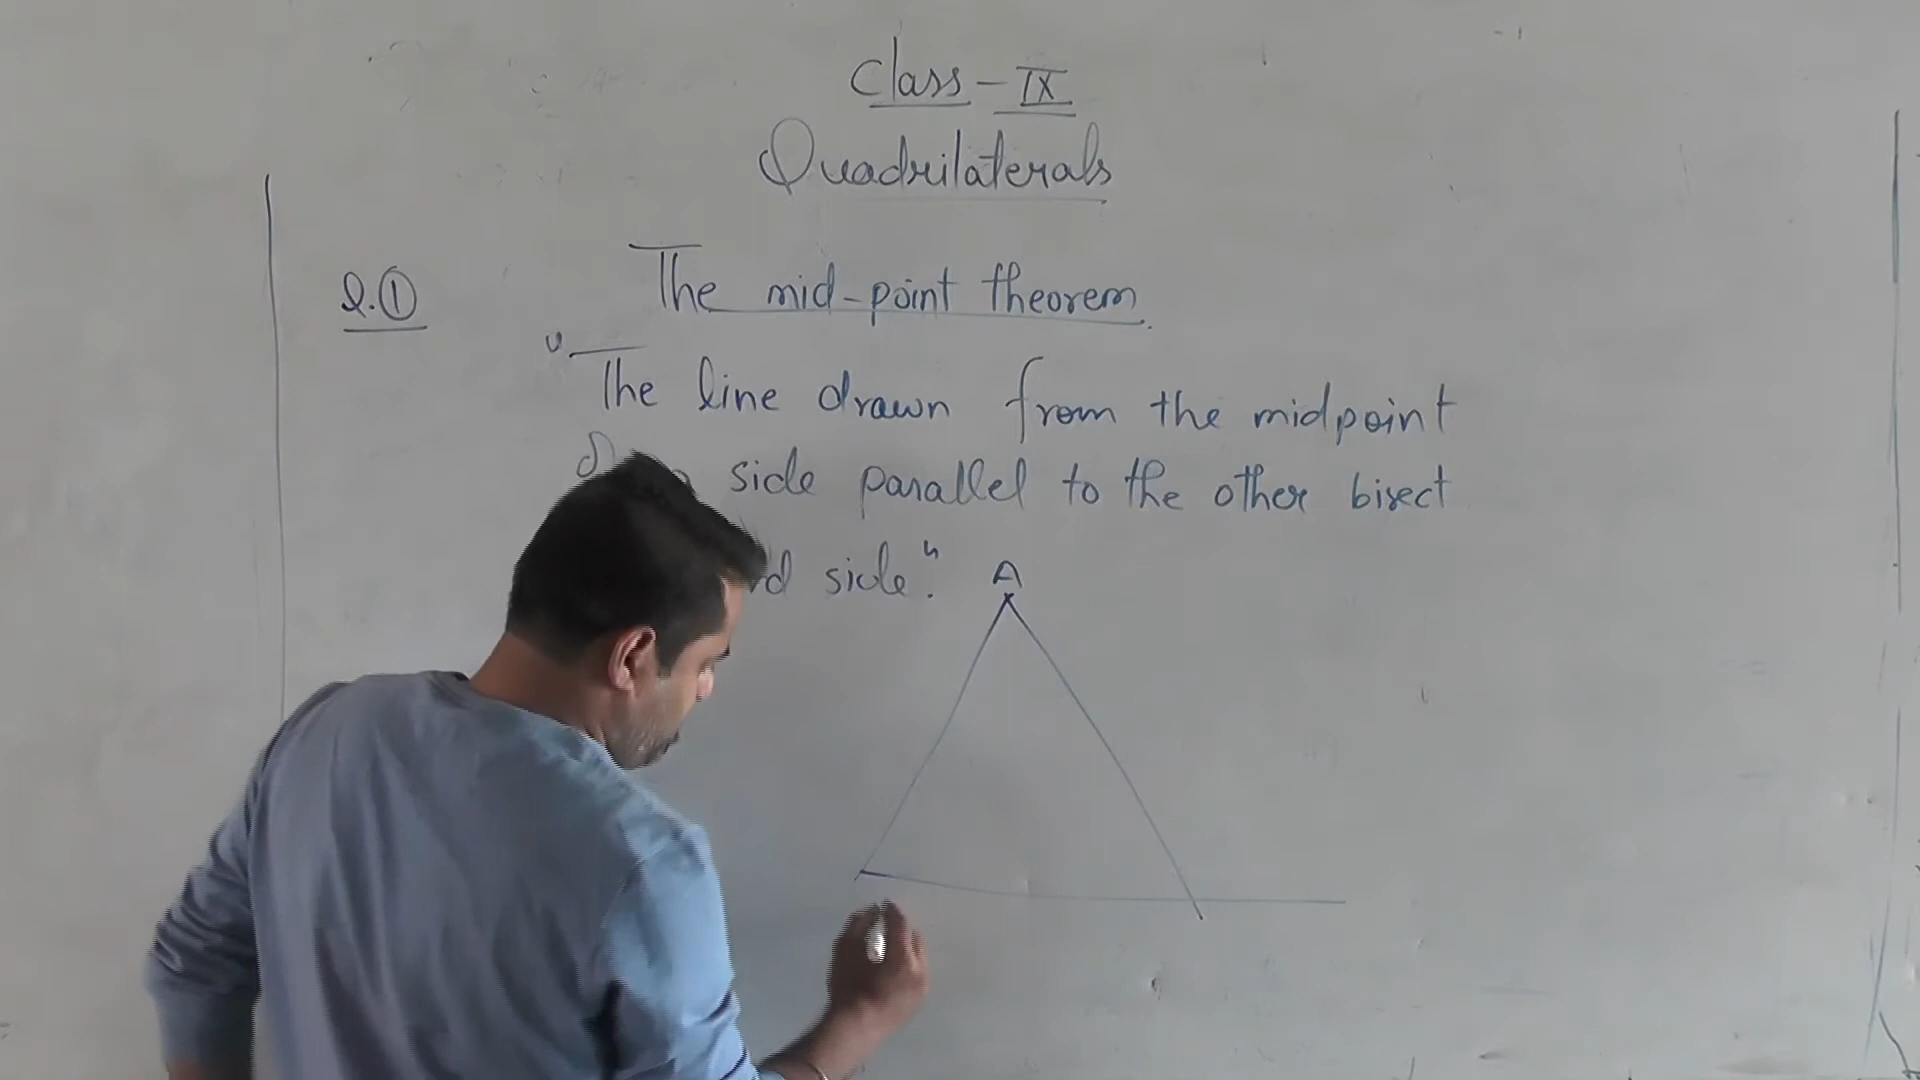 Class - IX
Quadrilaterals
Q.①
The mid-point theorem.
"The line drawn from the midpoint
side parallel to the other bisect
side".
A